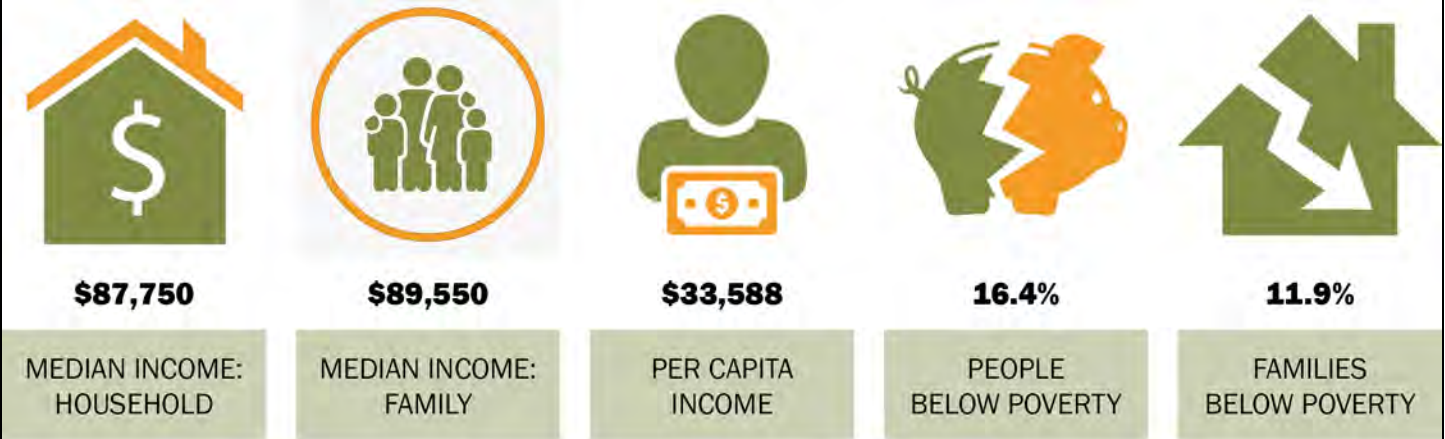 $
$
$87,750
$89,550
$33,588
16.4%
11.9%
MEDIAN INCOME:
HOUSEHOLD
MEDIAN INCOME:
FAMILY
PER CAPITA
INCOME
PEOPLE
BELOW POVERTY
FAMILIES
BELOW POVERTY